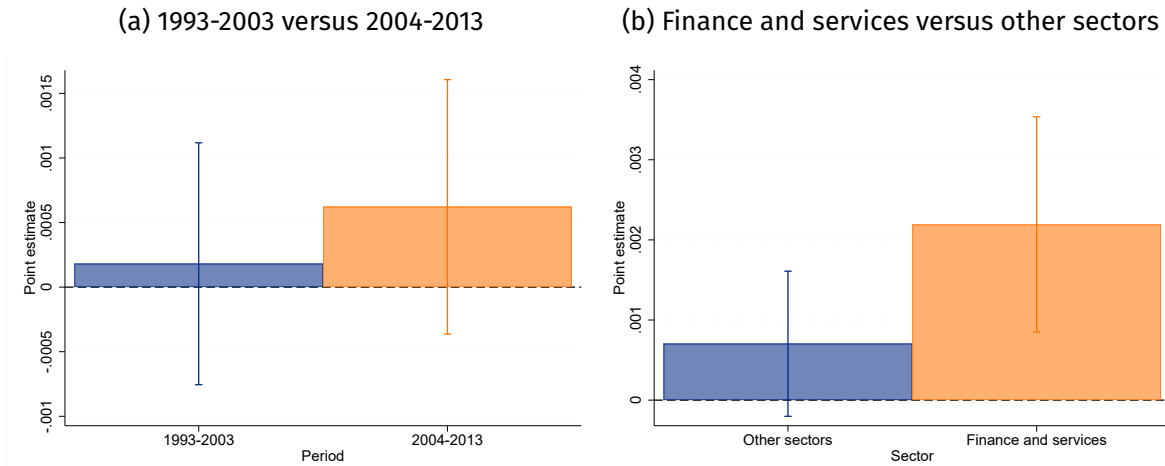 (a) 1993-2003 versus 2004-2013
Point estimate
.0015
.001
.0005
0
-.0005
-.001
1993-2003
2004-2013
Period
(b) Finance and services versus other sectors
Point estimate
.004
.003
.002
.001
0
Other sectors
Finance and services
Sector